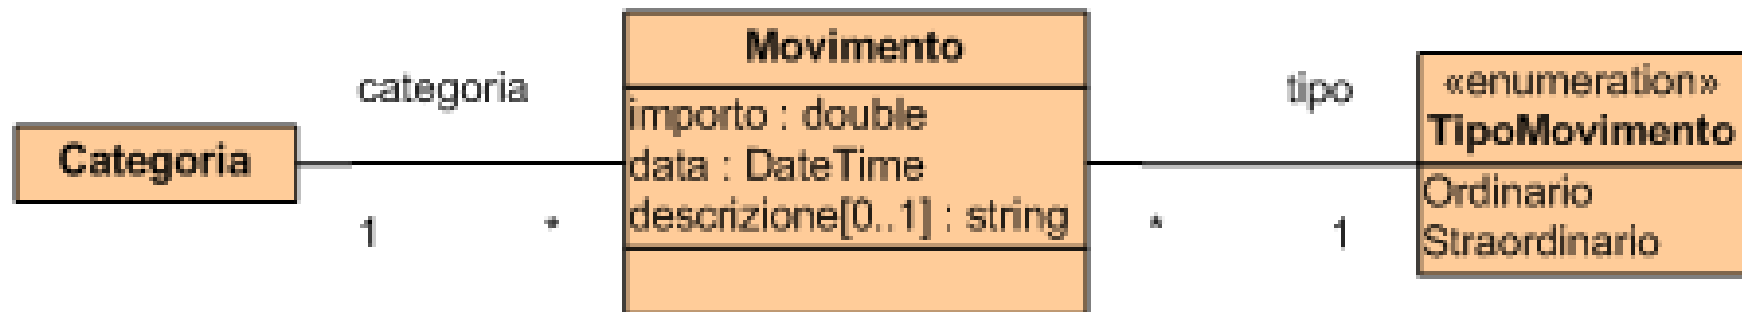 Categoria
categoria
1
*
Movimento
importo : double
data : DateTime
descrizione[0..1] : string
tipo
*
1
«enumeration»
TipoMovimento
Ordinario
Straordinario